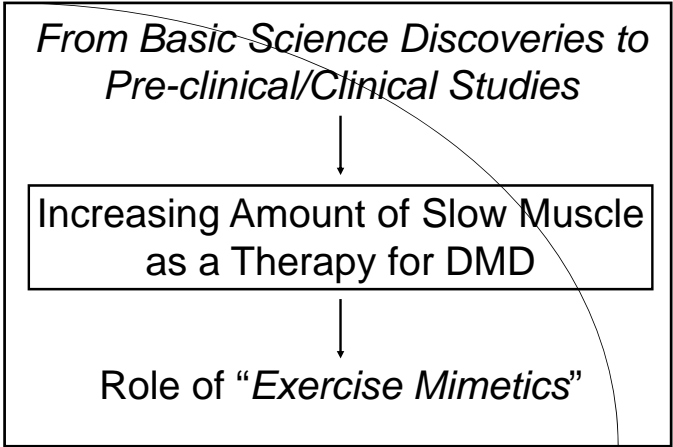 From Basic Science Discoveries to
Pre-clinical/Clinical Studies
Increasing Amount of Slow Muscle
as a Therapy for DMD
Role of “Exercise Mimetics”